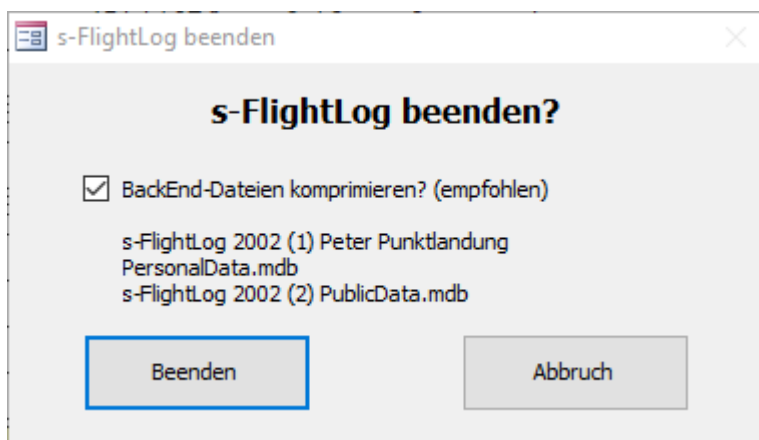 s-FlightLog beenden
s-FlightLog beenden?
BackEnd-Dateien komprimieren? (empfohlen)
s-FlightLog 2002 (1) Peter Punktlandung
PersonalData.mdb
s-FlightLog 2002 (2) PublicData.mdb
Beenden
Abbruch